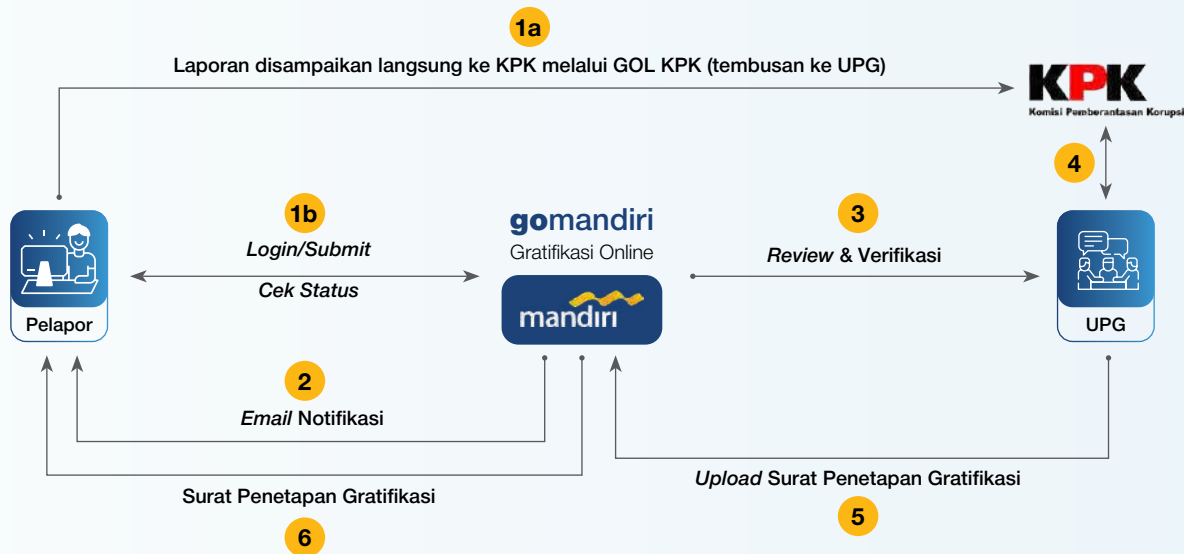 1a
Laporan disampaikan langsung ke KPK melalui GOL KPK (tembusan ke UPG)
KPK
Komisi Pemberantasan Korupsi
4
1b
Login/Submit
Cek Status
gomandiri
Gratifikasi Online
mandiri
3
Review & Verifikasi
Pelapor
UPG
2
Email Notifikasi
Surat Penetapan Gratifikasi
6
Upload Surat Penetapan Gratifikasi
5